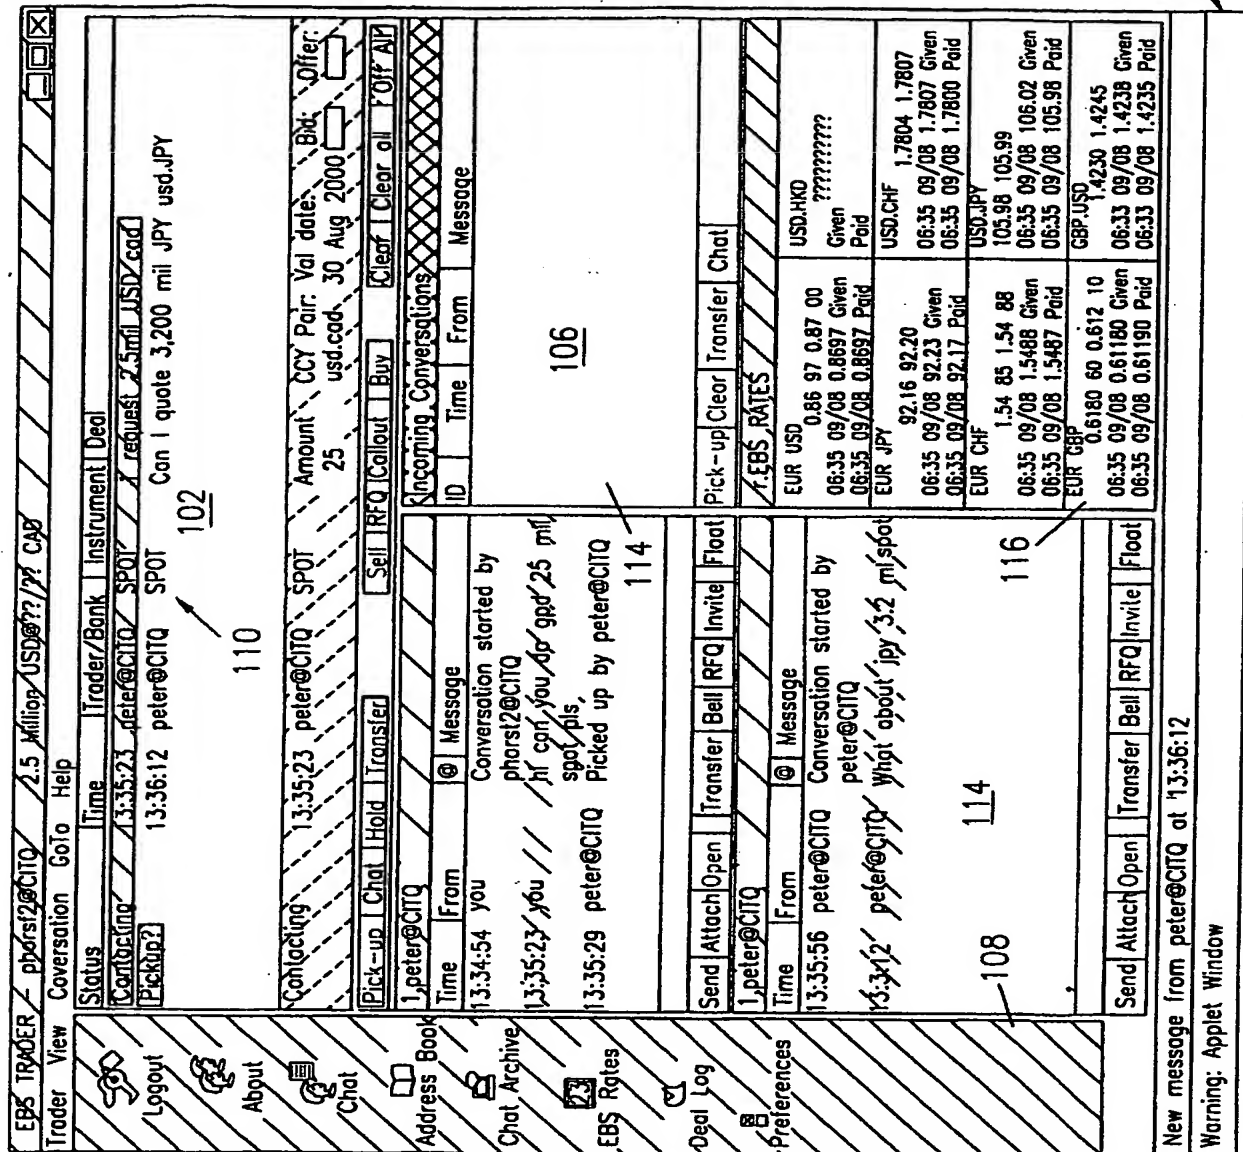 EBS TRADER - phorst2@CITQ 2.5 Million USD@??/?? CAD
Trader View Coversation GoTo Help
Logout
About
Chat
Address Book
Chat Archive
23
EBS Rates
Deal Log
Preferences
108
Status Time Trader/Bank Instrument Deal
Contacting 13:35:23 peter@CITQ SPOT request 2.5mil USD/cad
Pickup? 13:36:12 peter@CITQ SPOT Can I quote 3,200 mil JPY usd.JPY
102
110
Contacting 13:35:23 peter@CITQ SPOT Amount CCY Pair: Val date: Bid: Offer:
25 usd.cad 30 Aug 2000
Pick-up Chat Hold Transfer Sell RFQ Callout Buy Clear Clear all Off All
1,peter@CITQ
Time From @ Message
13:34:54 you Conversation started by
phorst2@CITQ
13:35:23 you hi can you do gpd 25 mil
spot pls,
13:35:29 peter@CITQ Picked up by peter@CITQ
Send Attach Open Transfer Bell RFQ Invite Float
1,peter@CITQ
Time From @ Message
13:35:56 peter@CITQ Conversation started by
peter@CITQ
peter@CITQ What about jpy 3.2 ml spot
114
Send Attach Open Transfer Bell RFQ Invite Float
Incoming Conversations
ID Time From Message
106
114
Pick-up Clear Transfer Chat
EBS RATES
EUR USD
0.86 97 0.87 00
06:35 09/08 0.8697 Given
06:35 09/08 0.8697 Paid
USD.HKD
?????????
Given
Paid
EUR JPY
92.16 92.20
06:35 09/08 92.23 Given
06:35 09/08 92.17 Paid
USD.CHF
1.7804 1.7807
06:35 09/08 1.7807 Given
06:35 09/08 1.7800 Paid
EUR CHF
1.54 85 1.54 88
06:35 09/08 1.5488 Given
06:35 09/08 1.5487 Paid
USD.JPY
105.98 105.99
06:35 09/08 106.02 Given
06:35 09/08 105.98 Paid
EUR GBP
0.6180 60 0.612 10
06:35 09/08 0.61180 Given
06:35 09/08 0.61190 Paid
GBP.USD
1.4230 1.4245
06:33 09/08 1.4238 Given
06:33 09/08 1.4235 Paid
116
New message from peter@CITQ at 13:36:12
Warning: Applet Window